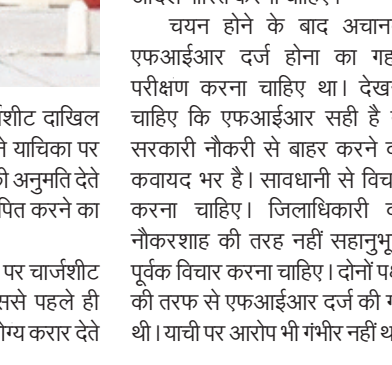 र्जशीट दाखिल
ने याचिका पर
की अनुमति देते
पित करने का
पर चार्जशीट
ससे पहले ही
ोग्य करार देते
चयन होने के बाद अचान
एफआईआर दर्ज होना का गह
परीक्षण करना चाहिए था। देख
चाहिए कि एफआईआर सही है
सरकारी नौकरी से बाहर करने व
कवायद भर है। सावधानी से विच
करना चाहिए। जिलाधिकारी व
नौकरशाह की तरह नहीं सहानुभू
पूर्वक विचार करना चाहिए। दोनों पक्ष
की तरफ से एफआईआर दर्ज की ग
थी। याची पर आरोप भी गंभीर नहीं थ